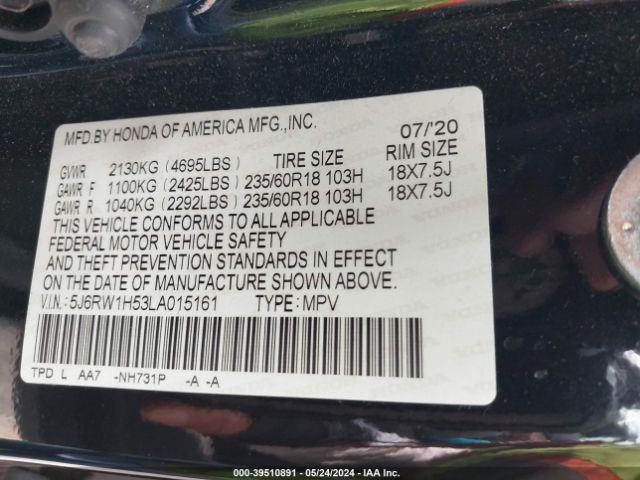 MFD.BY HONDA OF AMERICA MFG.,INC. 07/'20
GVWR 2130KG (4695LBS) TIRE SIZE RIM SIZE
GAWR F 1100KG (2425LBS) 235/60R18 103H 18X7.5J
GAWR R 1040KG (2292LBS) 235/60R18 103H 18X7.5J
THIS VEHICLE CONFORMS TO ALL APPLICABLE
FEDERAL MOTOR VEHICLE SAFETY
AND THEFT PREVENTION STANDARDS IN EFFECT
ON THE DATE OF MANUFACTURE SHOWN ABOVE.
V.I.N.: 5J6RW1H53LA015161 TYPE: MPV
TPD L AA7 -NH731P -A -A
000-39510891 - 05/24/2024 - IAA Inc.